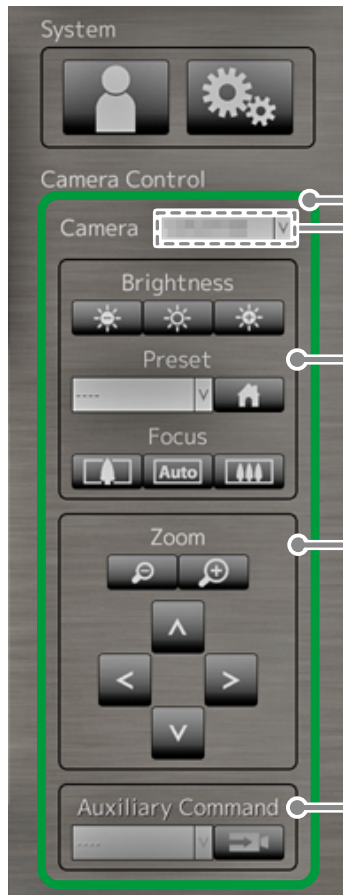 System
Camera Control
Camera
Brightness
Preset
----
Focus
Auto
Zoom
Auxiliary Command
----